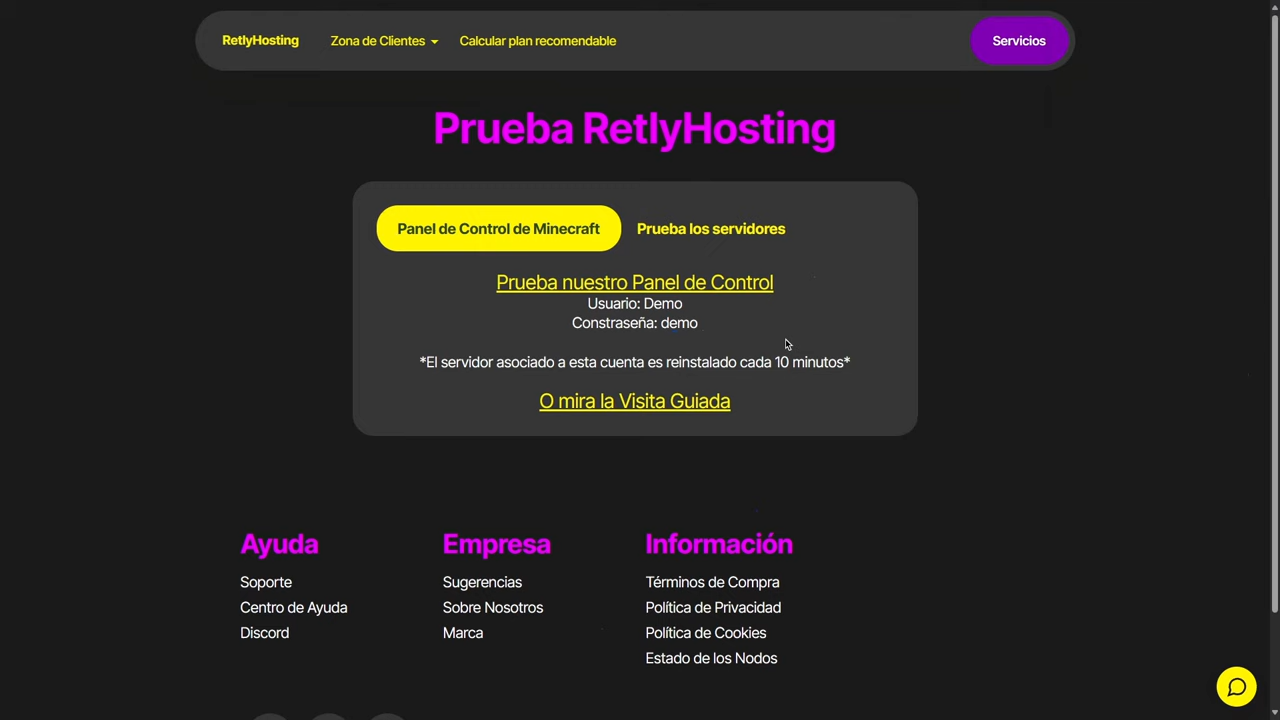 RetlyHosting
Zona de Clientes
Calcular plan recomendable
Servicios
Prueba RetlyHosting
Panel de Control de Minecraft
Prueba los servidores
Prueba nuestro Panel de Control
Usuario: Demo
Constraseña: demo
*El servidor asociado a esta cuenta es reinstalado cada 10 minutos*
O mira la Visita Guiada
Ayuda
Soporte
Centro de Ayuda
Discord
Empresa
Sugerencias
Sobre Nosotros
Marca
Información
Términos de Compra
Política de Privacidad
Política de Cookies
Estado de los Nodos